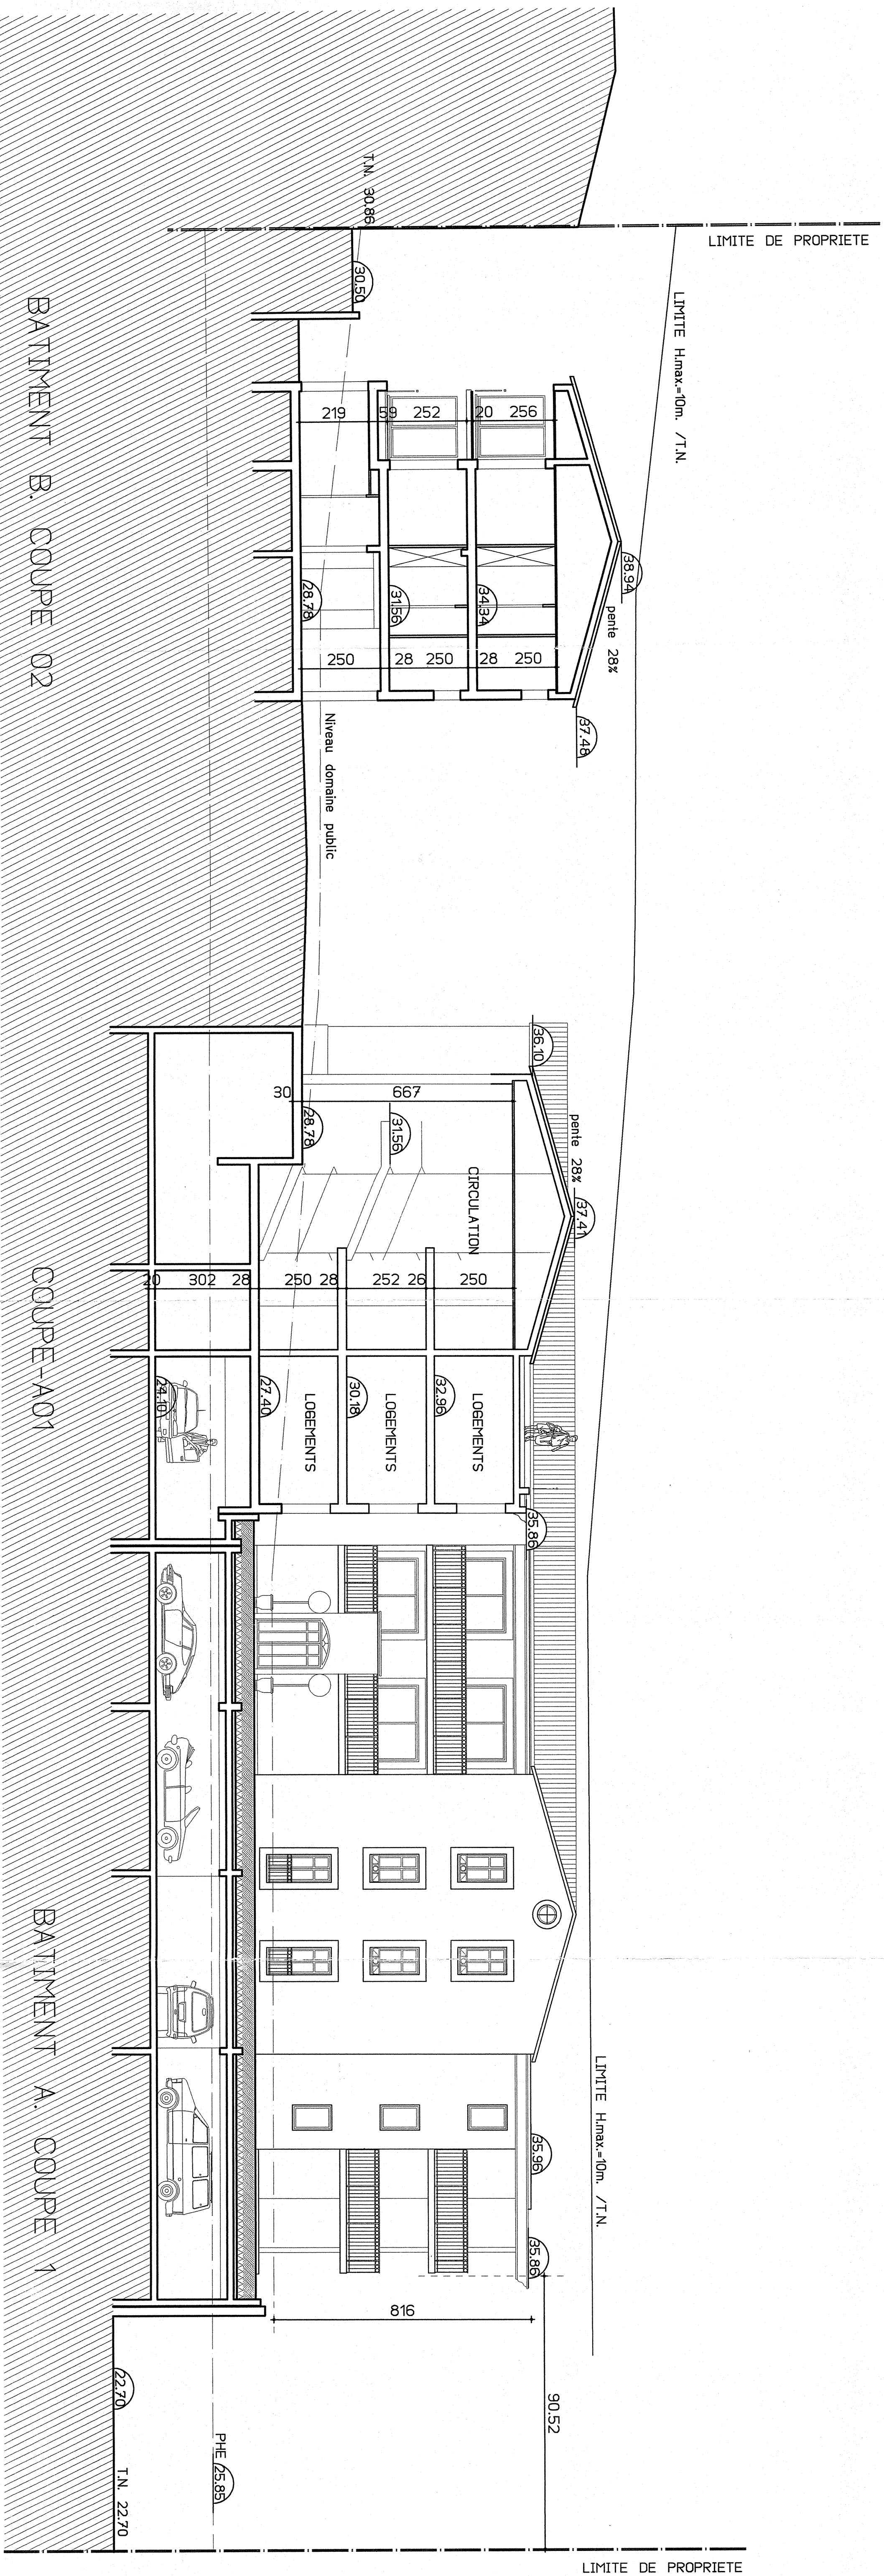 LIMITE DE PROPRIETE
T.N. 30.86
30.50
LIMITE H.max.=10m. /T.N.
219
59
252
20
256
38.94
pente 28%
28.78
31.56
34.34
250
28
250
28
250
37.48
Niveau domaine public
BATIMENT B. COUPE 02
36.10
30
667
28.78
31.56
pente 28%
37.41
CIRCULATION
20
302
28
250
28
252
26
250
24.10
27.40
30.18
32.96
LOGEMENTS
LOGEMENTS
LOGEMENTS
35.86
COUPE-A01
LIMITE H.max.=10m. /T.N.
35.96
35.86
816
90.52
BATIMENT A. COUPE 1
22.70
PHE 25.85
T.N. 22.70
LIMITE DE PROPRIETE